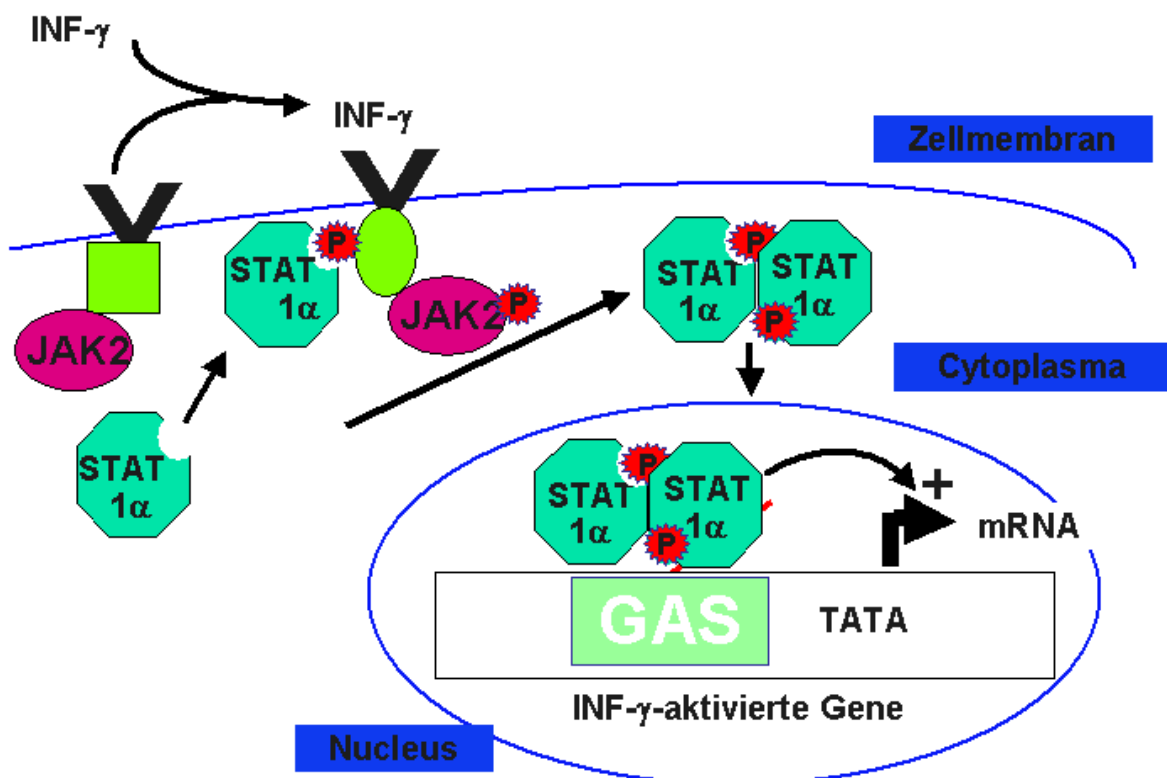 INF-γ
INF-γ
Zellmembran
P
STAT
1α
P
STAT
1α
STAT
1α
JAK2
JAK2
P
P
Cytoplasma
STAT
1α
P
STAT
1α
STAT
1α
P
+
mRNA
GAS
TATA
INF-γ-aktivierte Gene
Nucleus